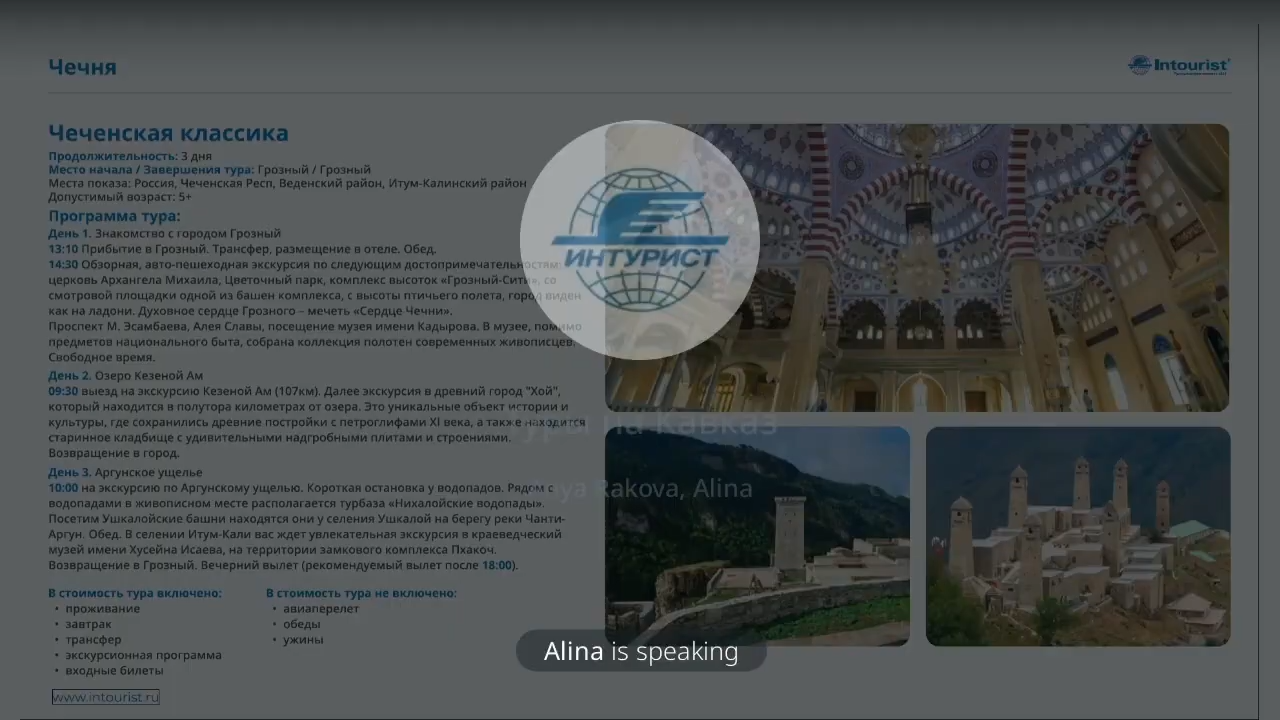 Чечня
Intourist
Чеченская классика
Продолжительность: 3 дня
Место начала / Завершения тура: Грозный / Грозный
Места показа: Россия, Чеченская Респ, Веденский район, Итум-Калинский район
Допустимый возраст: 5+
Программа тура:
День 1. Знакомство с городом Грозный
13:10 Прибытие в Грозный. Трансфер, размещение в отеле. Обед.
14:30 Обзорная, авто-пешеходная экскурсия по следующим достопримечательностям:
церковь Архангела Михаила, Цветочный парк, комплекс высоток «Грозный-Сити», со
смотровой площадки одной из башен комплекса, с высоты птичьего полета, город виден
как на ладони. Духовное сердце Грозного – мечеть «Сердце Чечни».
Проспект М. Эсамбаева, Алея Славы, посещение музея имени Кадырова. В музее, помимо
предметов национального быта, собрана коллекция полотен современных живописцев.
Свободное время.
День 2. Озеро Кезеной Ам
09:30 выезд на экскурсию Кезеной Ам (107км). Далее экскурсия в древний город "Хой",
который находится в полутора километрах от озера. Это уникальные объект истории и
культуры, где сохранились древние постройки с петроглифами XI века, а также находится
старинное кладбище с удивительными надгробными плитами и строениями.
Возвращение в город.
День 3. Аргунское ущелье
10:00 на экскурсию по Аргунскому ущелью. Короткая остановка у водопадов. Рядом с
водопадами в живописном месте располагается турбаза «Нихалойские водопады».
Посетим Ушкалойские башни находятся они у селения Ушкалой на берегу реки Чанти-
Аргун. Обед. В селении Итум-Кали вас ждет увлекательная экскурсия в краеведческий
музей имени Хусейна Исаева, на территории замкового комплекса Пхакоч.
Возвращение в Грозный. Вечерний вылет (рекомендуемый вылет после 18:00).
В стоимость тура включено:
• проживание
• завтрак
• трансфер
• экскурсионная программа
• входные билеты
В стоимость тура не включено:
• авиаперелет
• обеды
• ужины
www.intourist.ru
ИНТУРИСТ
на Кавказ
Rakova, Alina
Alina is speaking